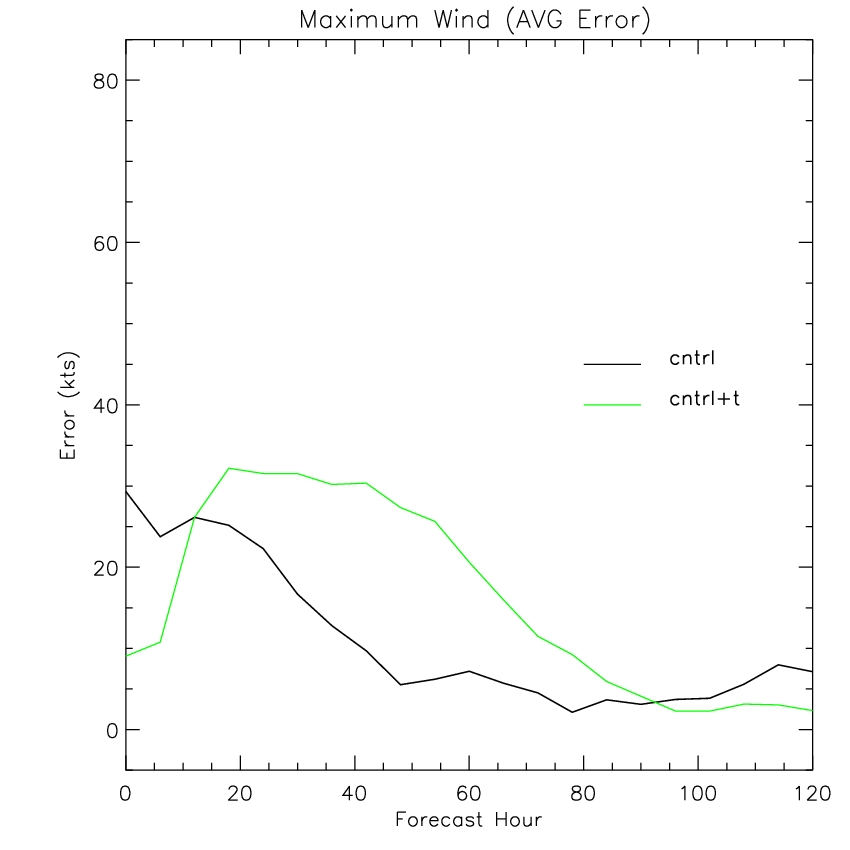 Maximum Wind (AVG Error)
80
60
40
20
0
Error (kts)
cntrl
cntrl+t
0 20 40 60 80 100 120
Forecast Hour